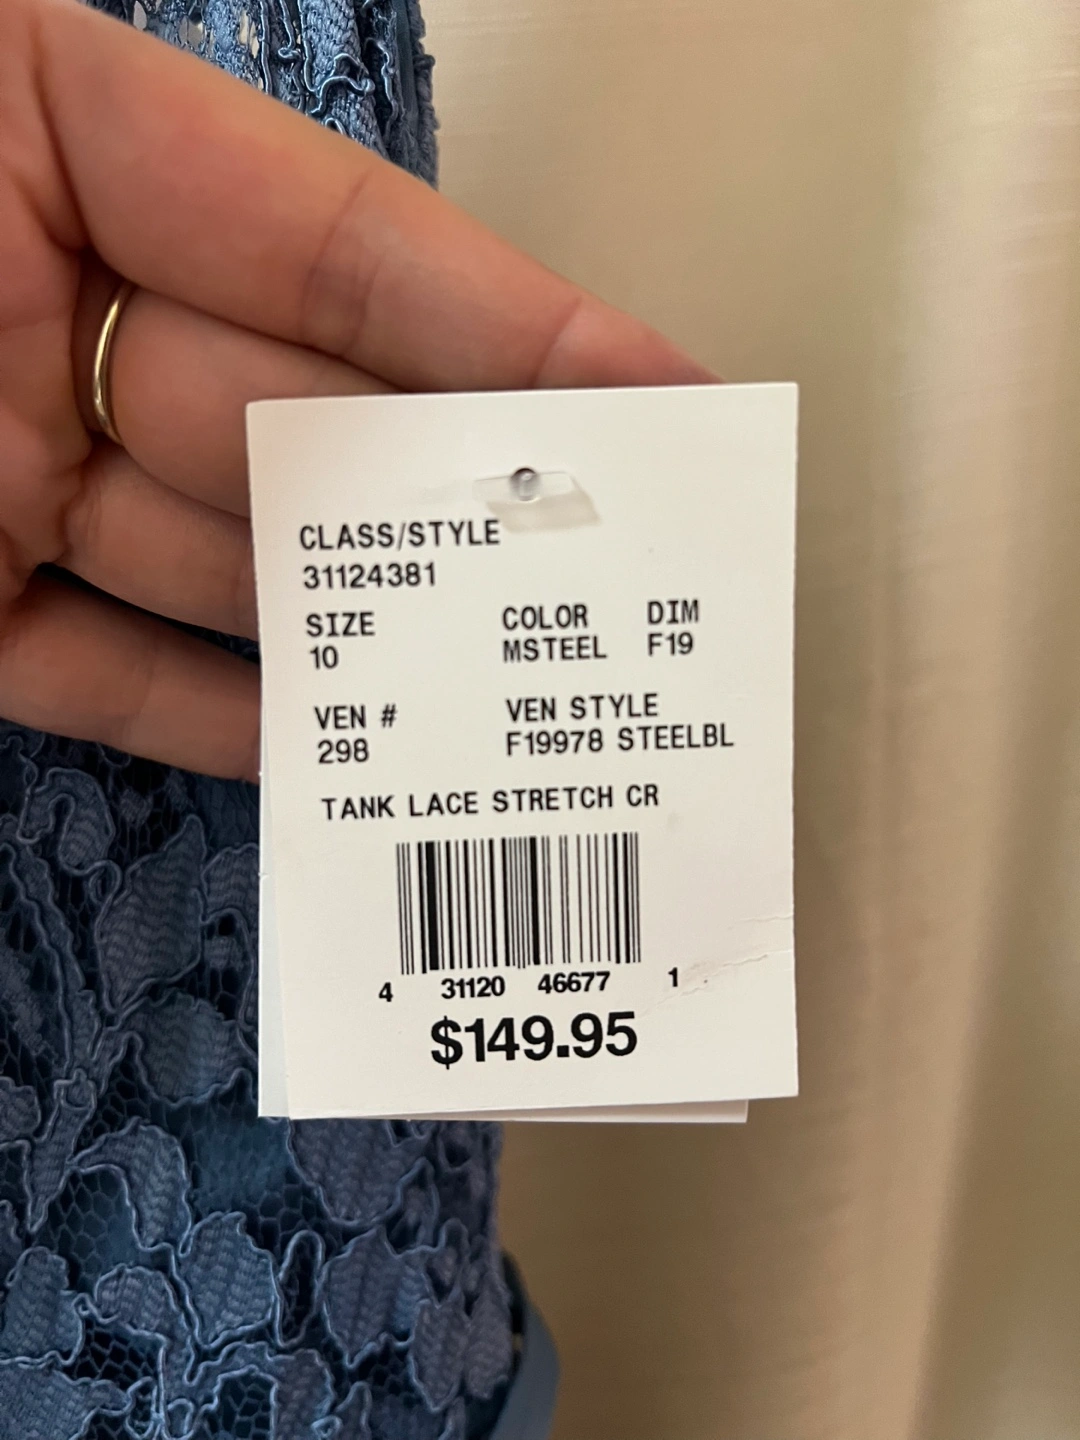 CLASS/STYLE
31124381
SIZE COLOR DIM
10 MSTEEL F19
VEN # VEN STYLE
298 F19978 STEELBL
TANK LACE STRETCH CR
4 31120 46677 1
$149.95